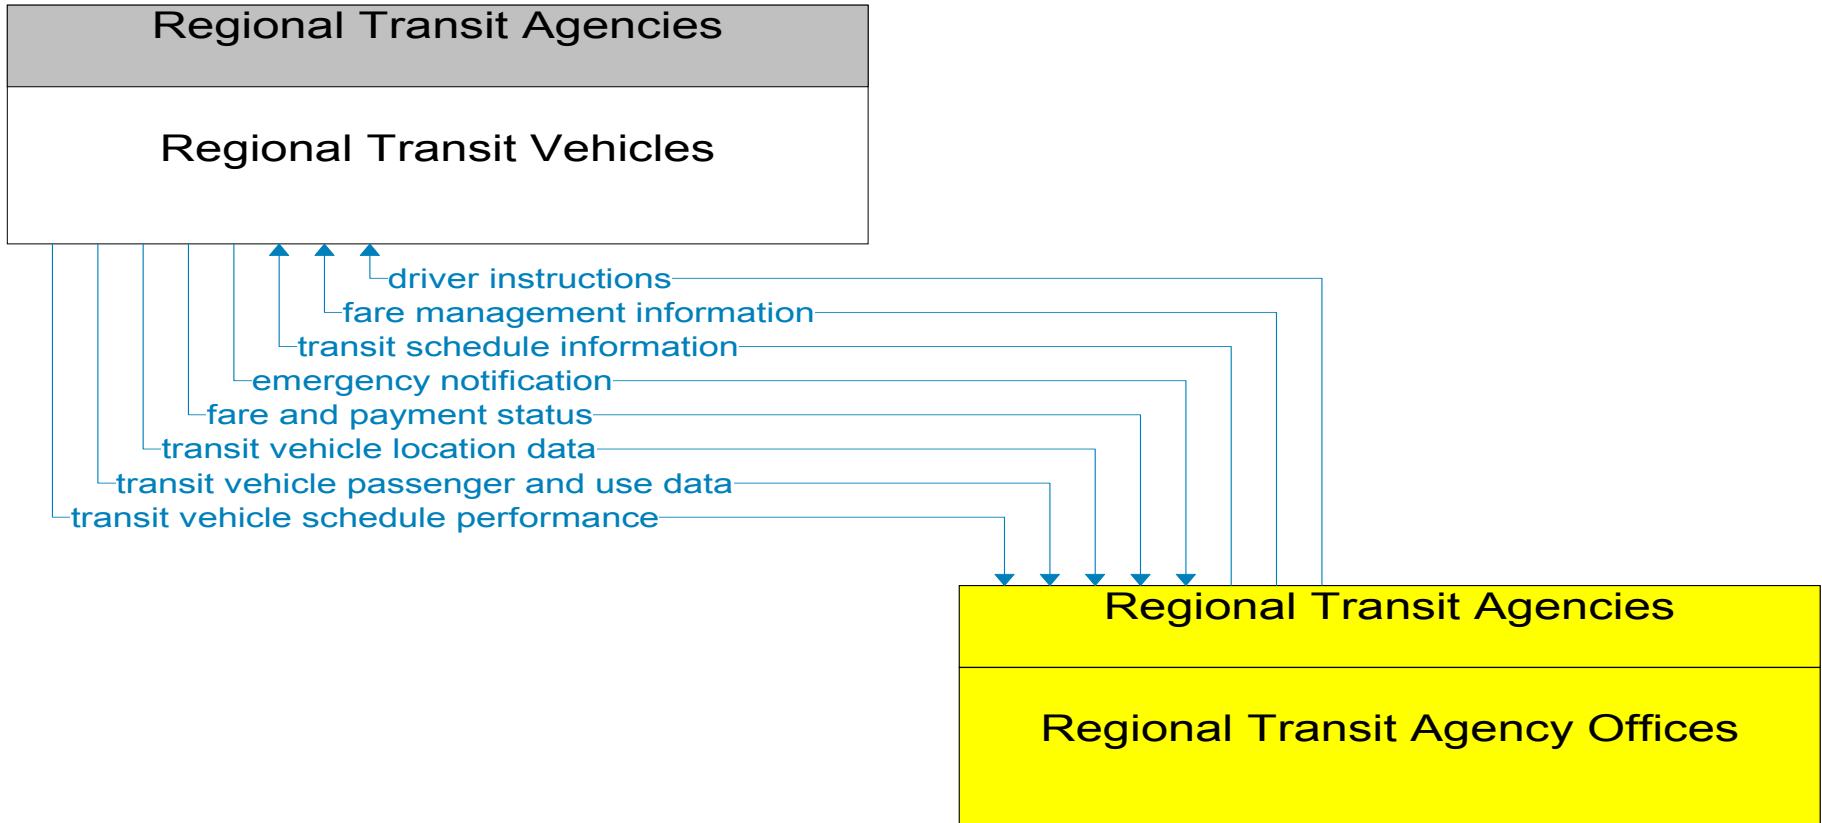 Regional Transit Agencies
Regional Transit Vehicles
driver instructions
fare management information
transit schedule information
emergency notification
fare and payment status
transit vehicle location data
transit vehicle passenger and use data
transit vehicle schedule performance
Regional Transit Agencies
Regional Transit Agency Offices